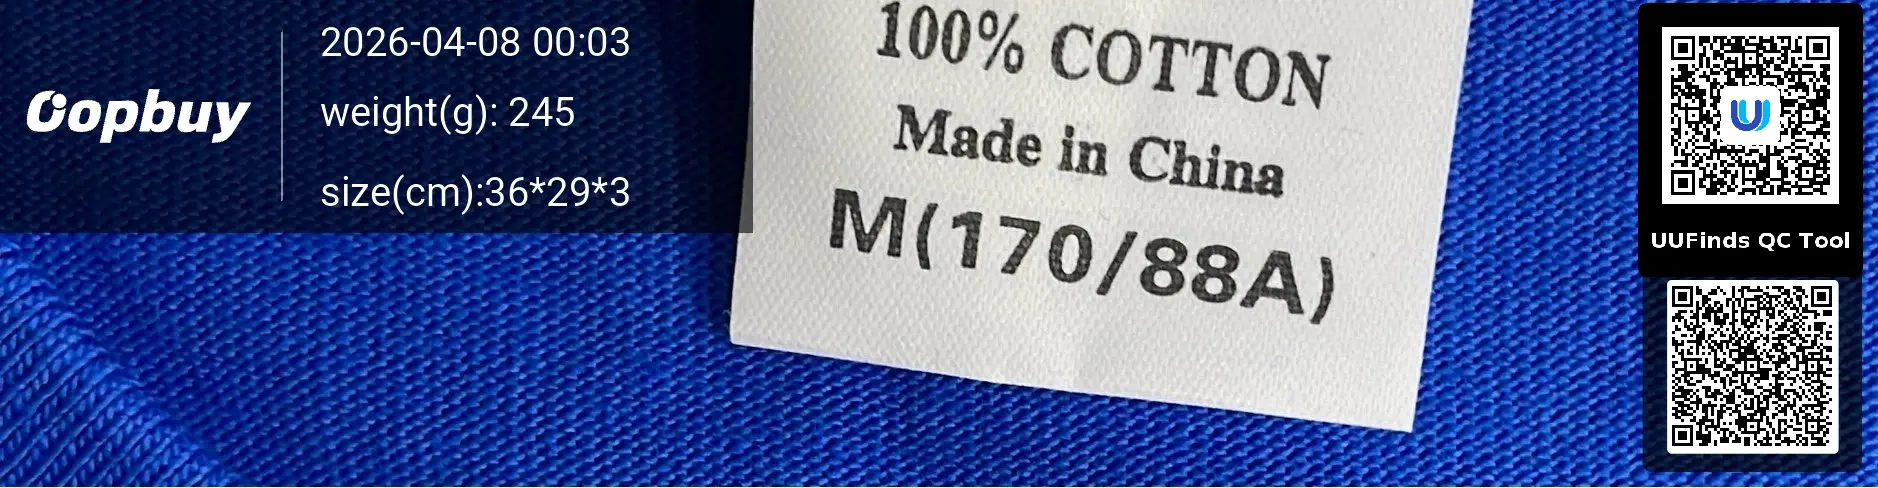 Oopbuy
2026-04-08 00:03
weight(g): 245
size(cm):36*29*3
100% COTTON
Made in China
M(170/88A)
UUFinds QC Tool